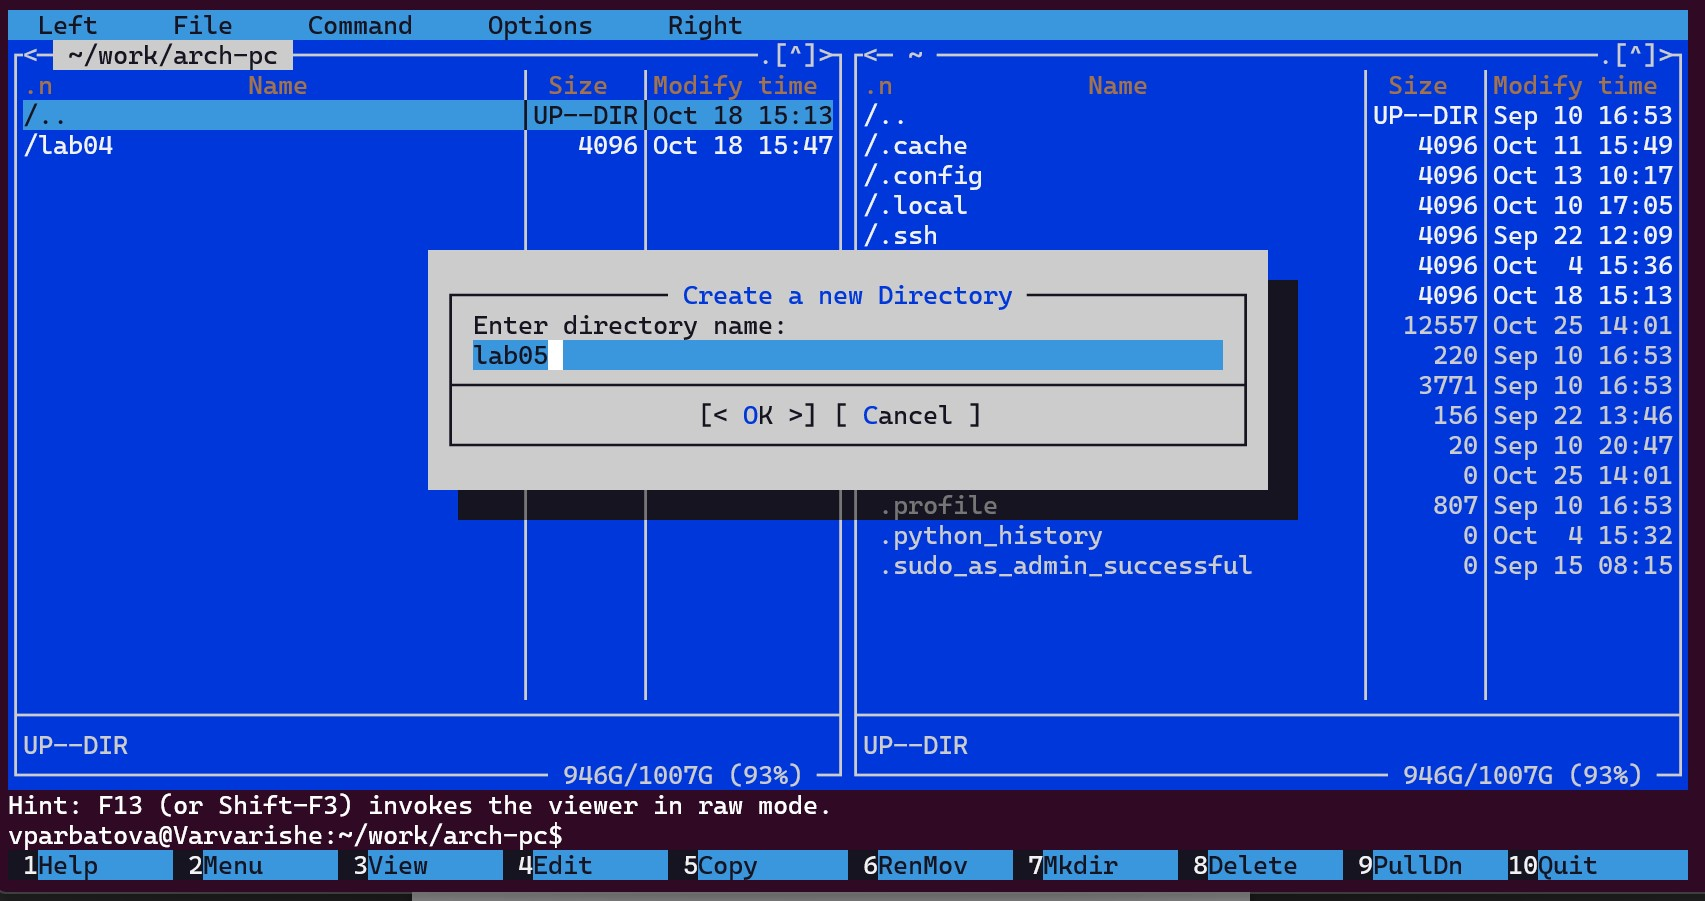 Left File Command Options Right
<— ~/work/arch-pc .[^]> <— ~ .[^]>
.n Name Size Modify time .n Name Size Modify time
/.. UP--DIR Oct 18 15:13 /.. UP--DIR Sep 10 16:53
/lab04 4096 Oct 18 15:47 /.cache 4096 Oct 11 15:49
/.config 4096 Oct 13 10:17
/.local 4096 Oct 10 17:05
/.ssh 4096 Sep 22 12:09
4096 Oct 4 15:36
Create a new Directory 4096 Oct 18 15:13
Enter directory name: 12557 Oct 25 14:01
lab05 220 Sep 10 16:53
3771 Sep 10 16:53
[< OK >] [ Cancel ] 156 Sep 22 13:46
20 Sep 10 20:47
0 Oct 25 14:01
.profile 807 Sep 10 16:53
.python_history 0 Oct 4 15:32
.sudo_as_admin_successful 0 Sep 15 08:15
UP--DIR UP--DIR
946G/1007G (93%) 946G/1007G (93%)
Hint: F13 (or Shift-F3) invokes the viewer in raw mode.
vparbatova@Varvarishe:~/work/arch-pc$
1Help 2Menu 3View 4Edit 5Copy 6RenMov 7Mkdir 8Delete 9PullDn 10Quit